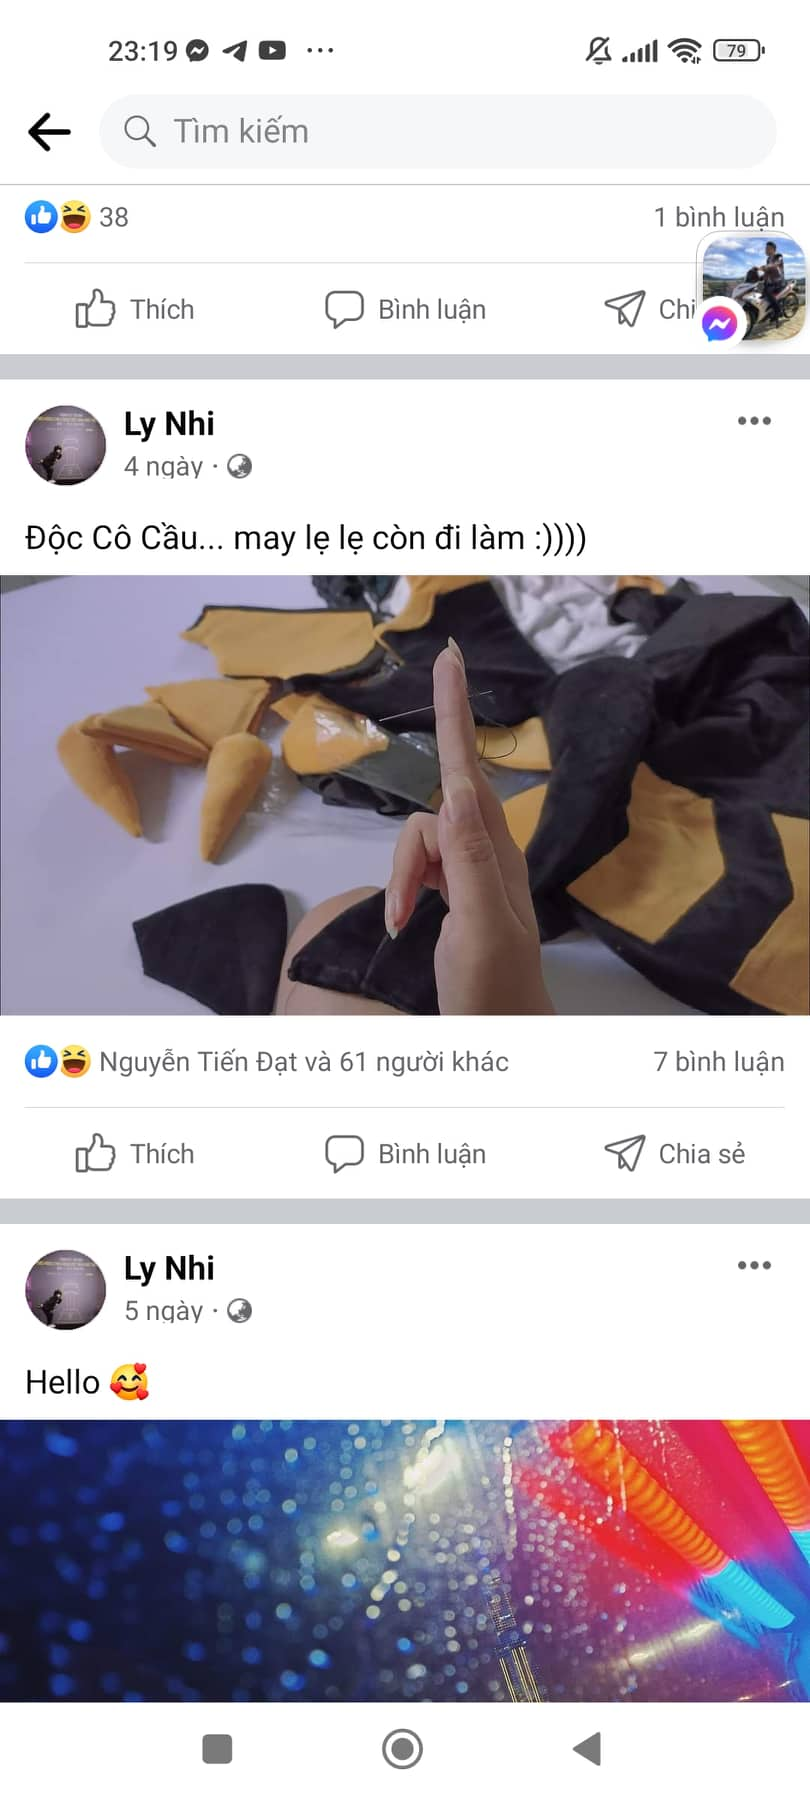 23:19
79
Tìm kiếm
38
1 bình luận
Thích
Bình luận
Chi
Ly Nhi
4 ngày ·
Độc Cô Cầu... may lẹ lẹ còn đi làm :))))
Nguyễn Tiến Đạt và 61 người khác
7 bình luận
Thích
Bình luận
Chia sẻ
Ly Nhi
5 ngày ·
Hello 🥰